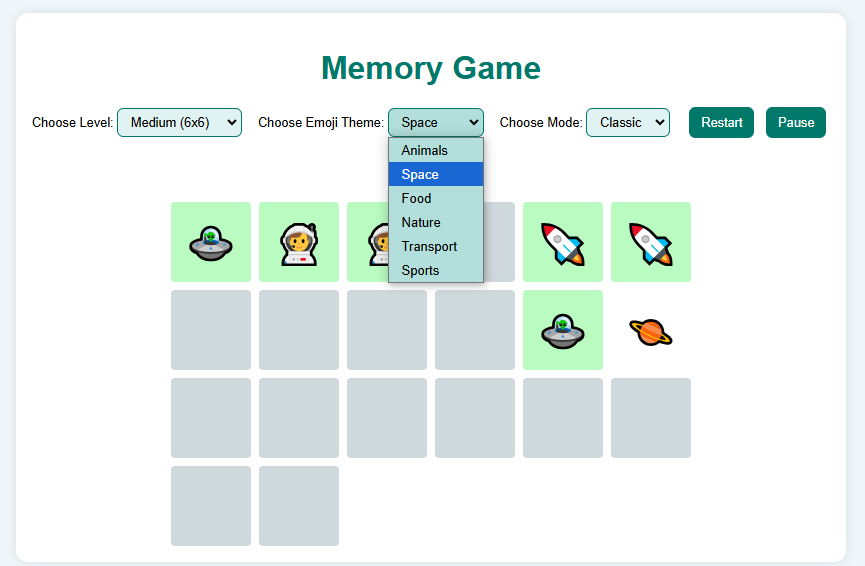 Memory Game
Choose Level: Medium (6x6) Choose Emoji Theme: Space Choose Mode: Classic Restart Pause
Animals
Space
Food
Nature
Transport
Sports